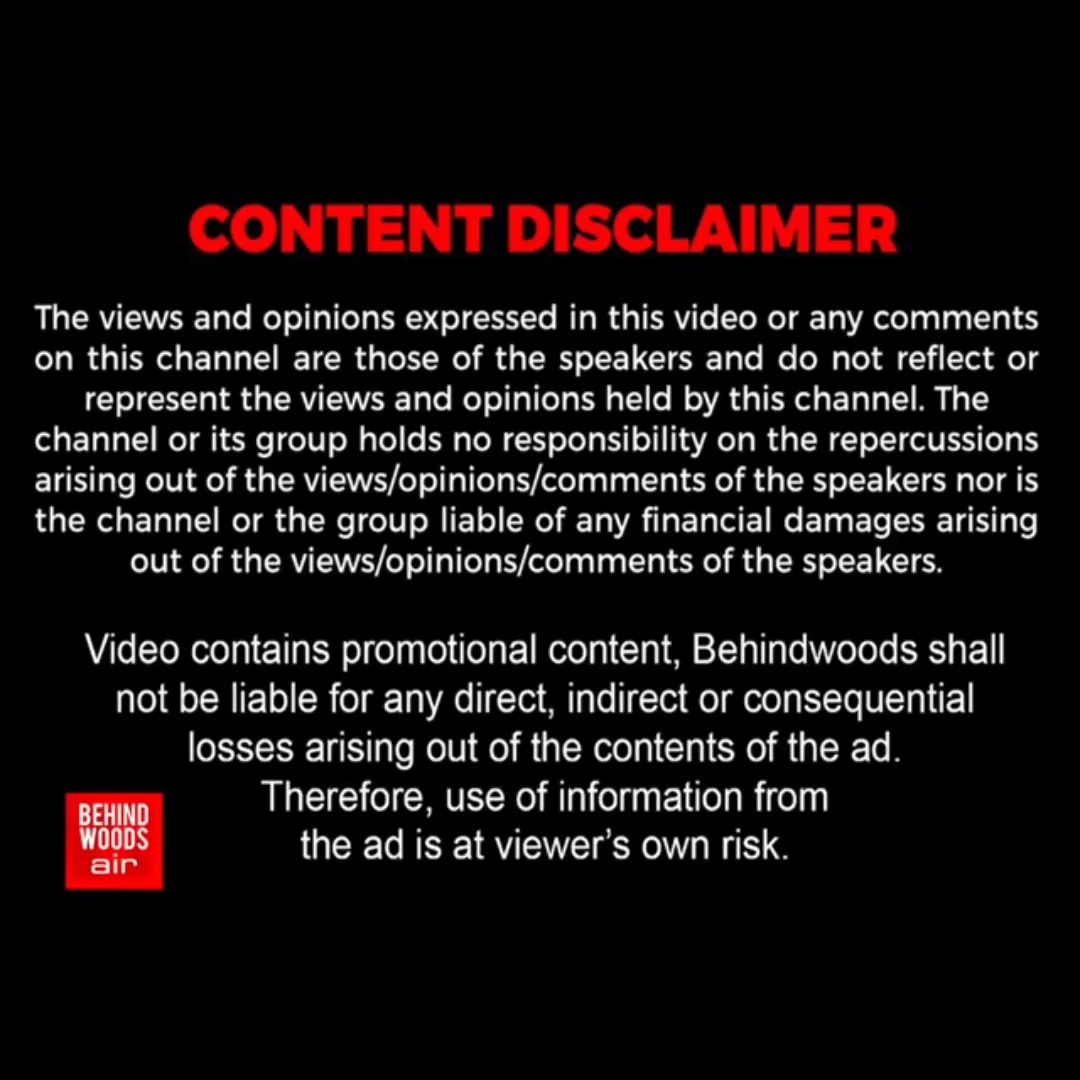 CONTENT DISCLAIMER
The views and opinions expressed in this video or any comments
on this channel are those of the speakers and do not reflect or
represent the views and opinions held by this channel. The
channel or its group holds no responsibility on the repercussions
arising out of the views/opinions/comments of the speakers nor is
the channel or the group liable of any financial damages arising
out of the views/opinions/comments of the speakers.
Video contains promotional content, Behindwoods shall
not be liable for any direct, indirect or consequential
losses arising out of the contents of the ad.
Therefore, use of information from
the ad is at viewer’s own risk.
BEHIND
WOODS
air